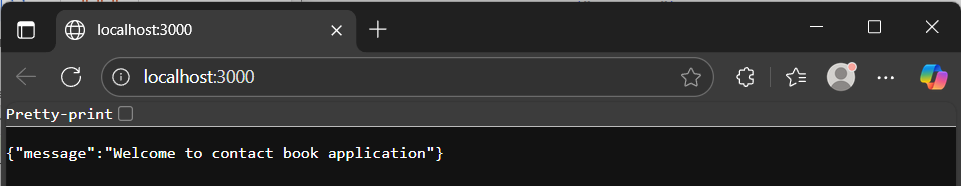 localhost:3000
localhost:3000
Pretty-print
{"message":"Welcome to contact book application"}